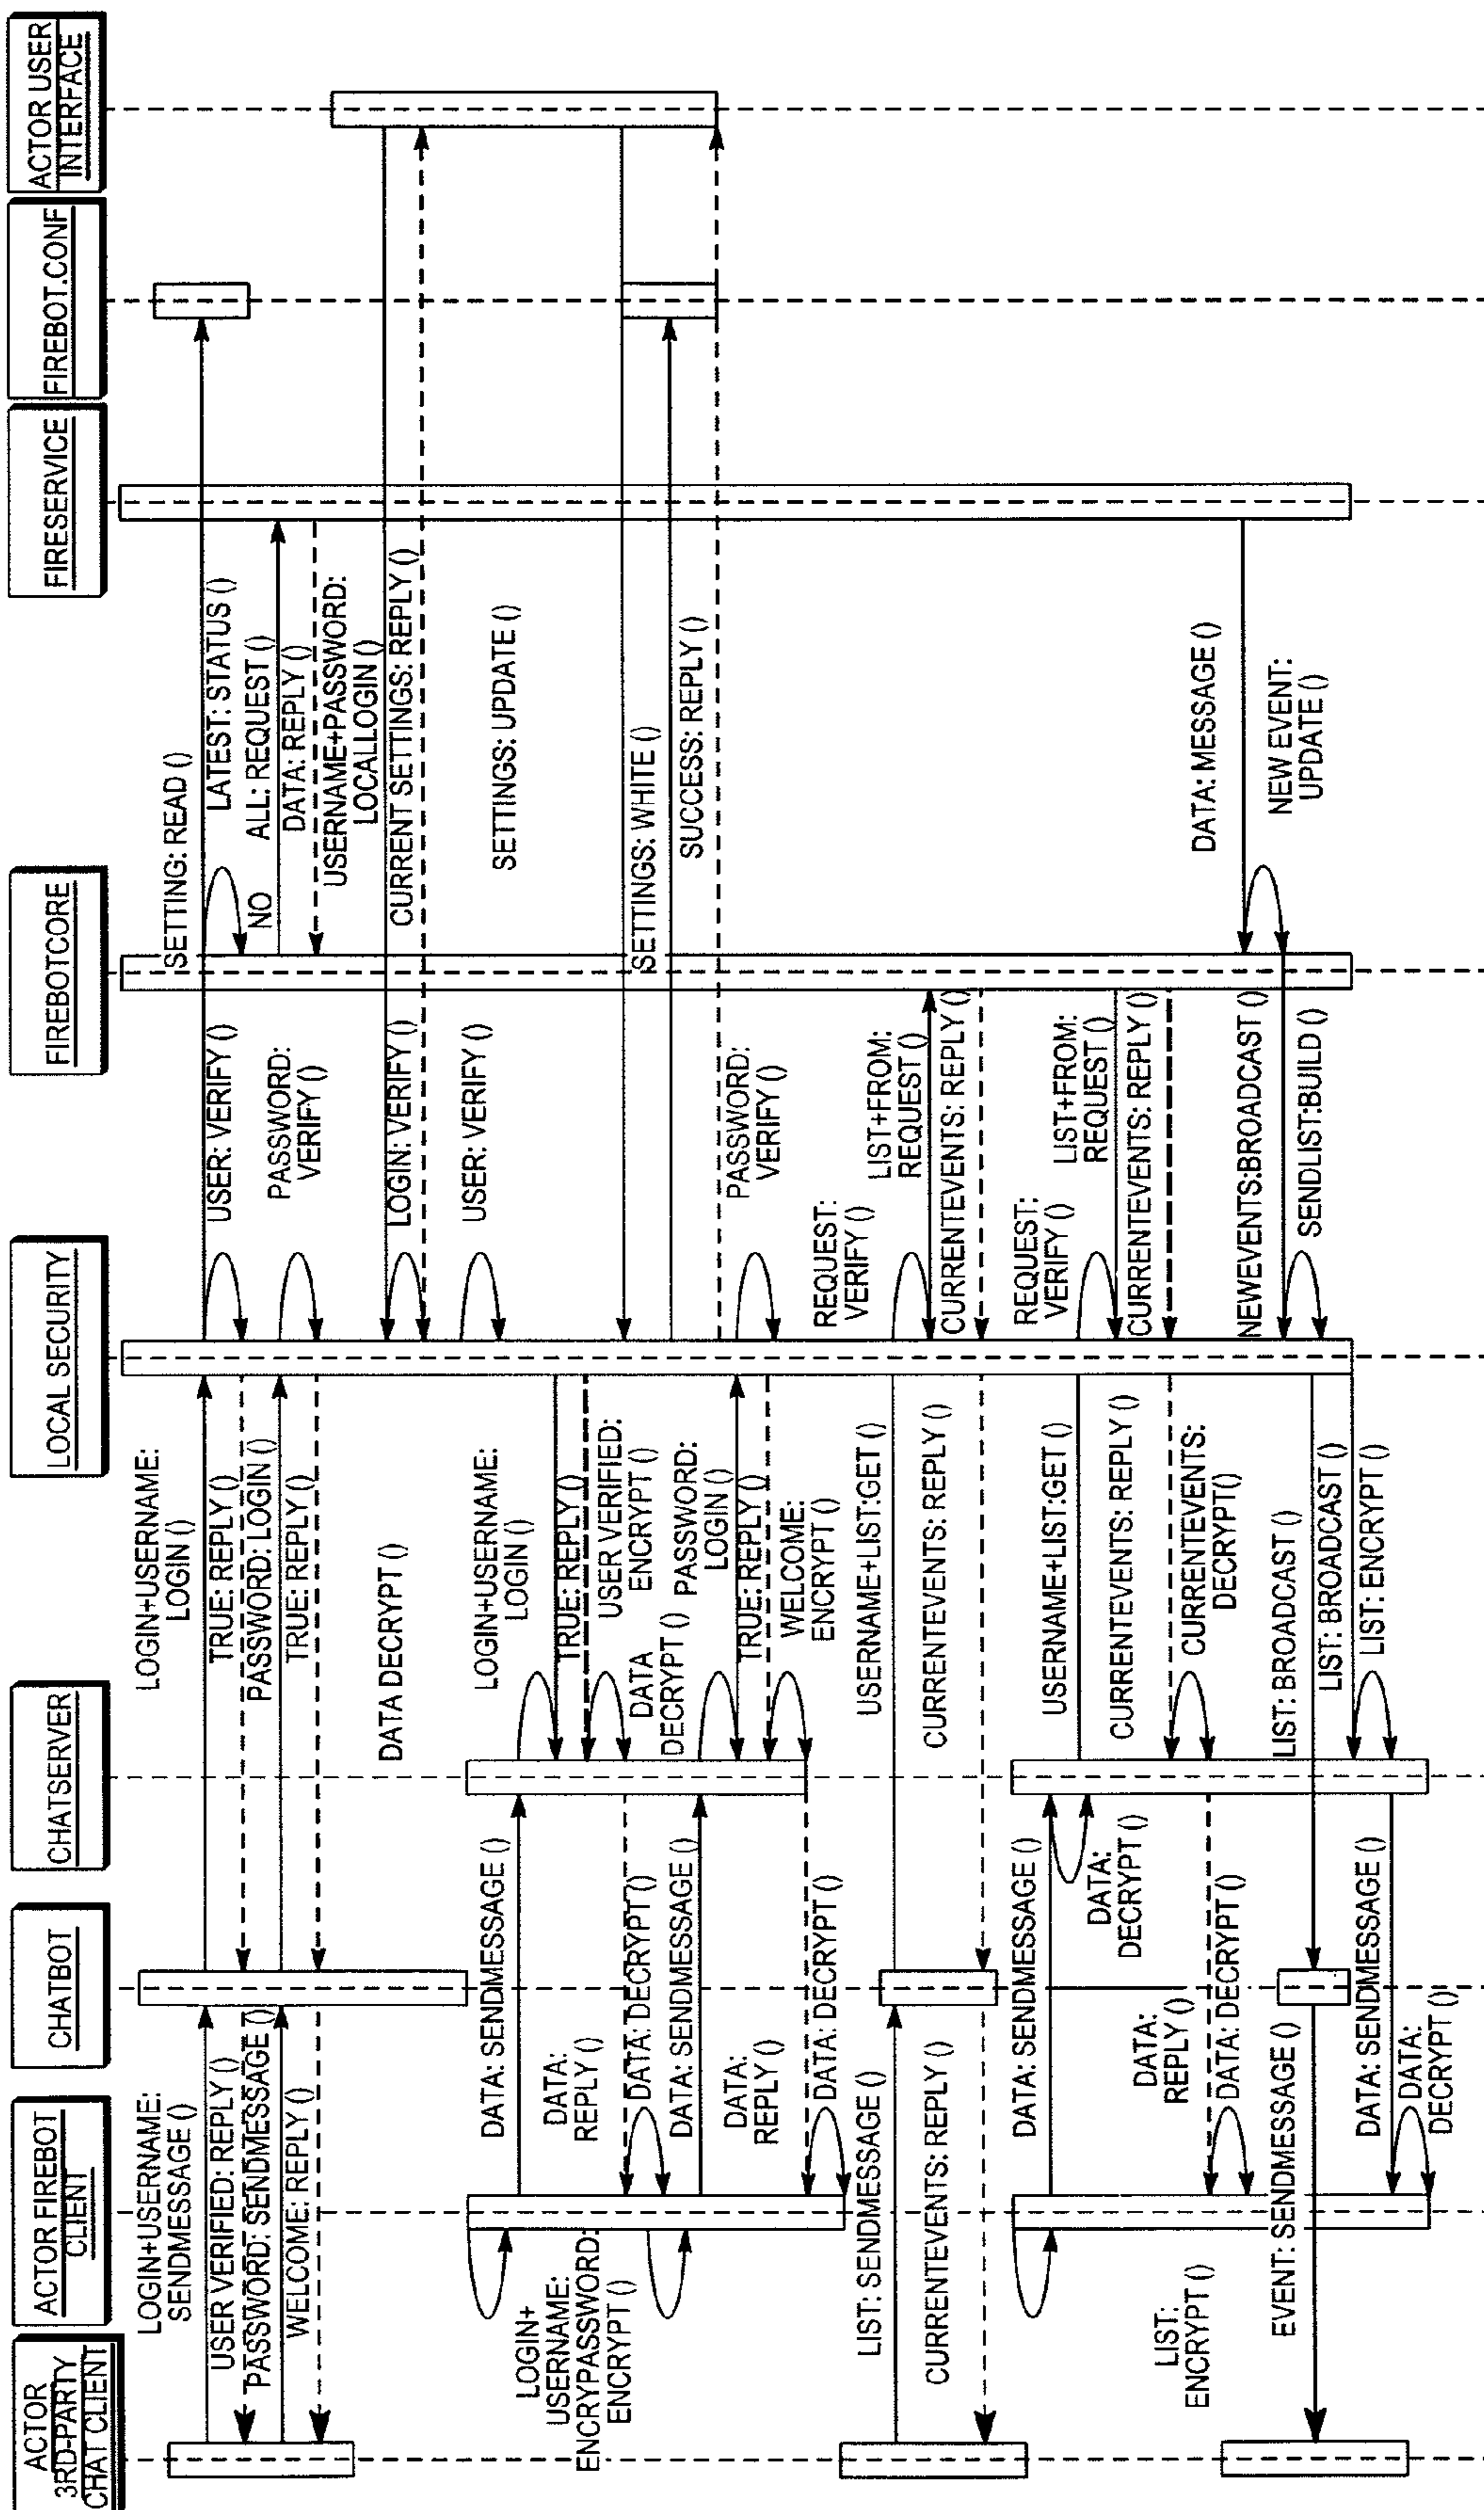 ACTOR
3RD-PARTY
CHAT CLIENT
ACTOR FIREBOT
CLIENT
CHATBOT
CHATSERVER
LOCAL SECURITY
FIREBOTCORE
FIRESERVICE
FIREBOT.CONF
ACTOR USER
INTERFACE
LOGIN+USERNAME:
SENDMESSAGE ()
USER VERIFIED: REPLY ()
PASSWORD: SENDMESSAGE ()
WELCOME: REPLY ()
LOGIN+USERNAME:
LOGIN ()
TRUE: REPLY ()
PASSWORD: LOGIN ()
TRUE: REPLY ()
USER: VERIFY ()
PASSWORD:
VERIFY ()
SETTING: READ ()
LATEST: STATUS ()
NO
ALL: REQUEST ()
DATA: REPLY ()
USERNAME+PASSWORD:
LOCALLOGIN ()
LOGIN: VERIFY ()
CURRENT SETTINGS: REPLY ()
DATA DECRYPT ()
USER: VERIFY ()
SETTINGS: UPDATE ()
LOGIN+
USERNAME:
ENCRYPASSWORD:
ENCRYPT ()
DATA: SENDMESSAGE ()
DATA:
REPLY ()
DATA: DECRYPT ()
DATA: SENDMESSAGE ()
DATA:
REPLY ()
DATA: DECRYPT ()
LOGIN+USERNAME:
LOGIN ()
TRUE: REPLY ()
USER VERIFIED:
ENCRYPT ()
DATA
DECRYPT ()
PASSWORD:
LOGIN ()
TRUE: REPLY ()
WELCOME:
ENCRYPT ()
SETTINGS: WHITE ()
SUCCESS: REPLY ()
PASSWORD:
VERIFY ()
LIST: SENDMESSAGE ()
CURRENTEVENTS: REPLY ()
USERNAME+LIST:GET ()
CURRENTEVENTS: REPLY ()
REQUEST:
VERIFY ()
LIST+FROM:
REQUEST ()
CURRENTEVENTS: REPLY ()
LIST:
ENCRYPT ()
DATA: SENDMESSAGE ()
DATA:
DECRYPT ()
DATA:
REPLY ()
DATA: DECRYPT ()
USERNAME+LIST:GET ()
CURRENTEVENTS: REPLY ()
CURRENTEVENTS:
DECRYPT()
REQUEST:
VERIFY ()
LIST+FROM:
REQUEST ()
CURRENTEVENTS: REPLY ()
DATA: MESSAGE ()
NEW EVENT:
UPDATE ()
NEWEVENTS:BROADCAST ()
SENDLIST:BUILD ()
LIST: BROADCAST ()
LIST: BROADCAST ()
LIST: ENCRYPT ()
EVENT: SENDMESSAGE ()
DATA: SENDMESSAGE ()
DATA:
DECRYPT ()